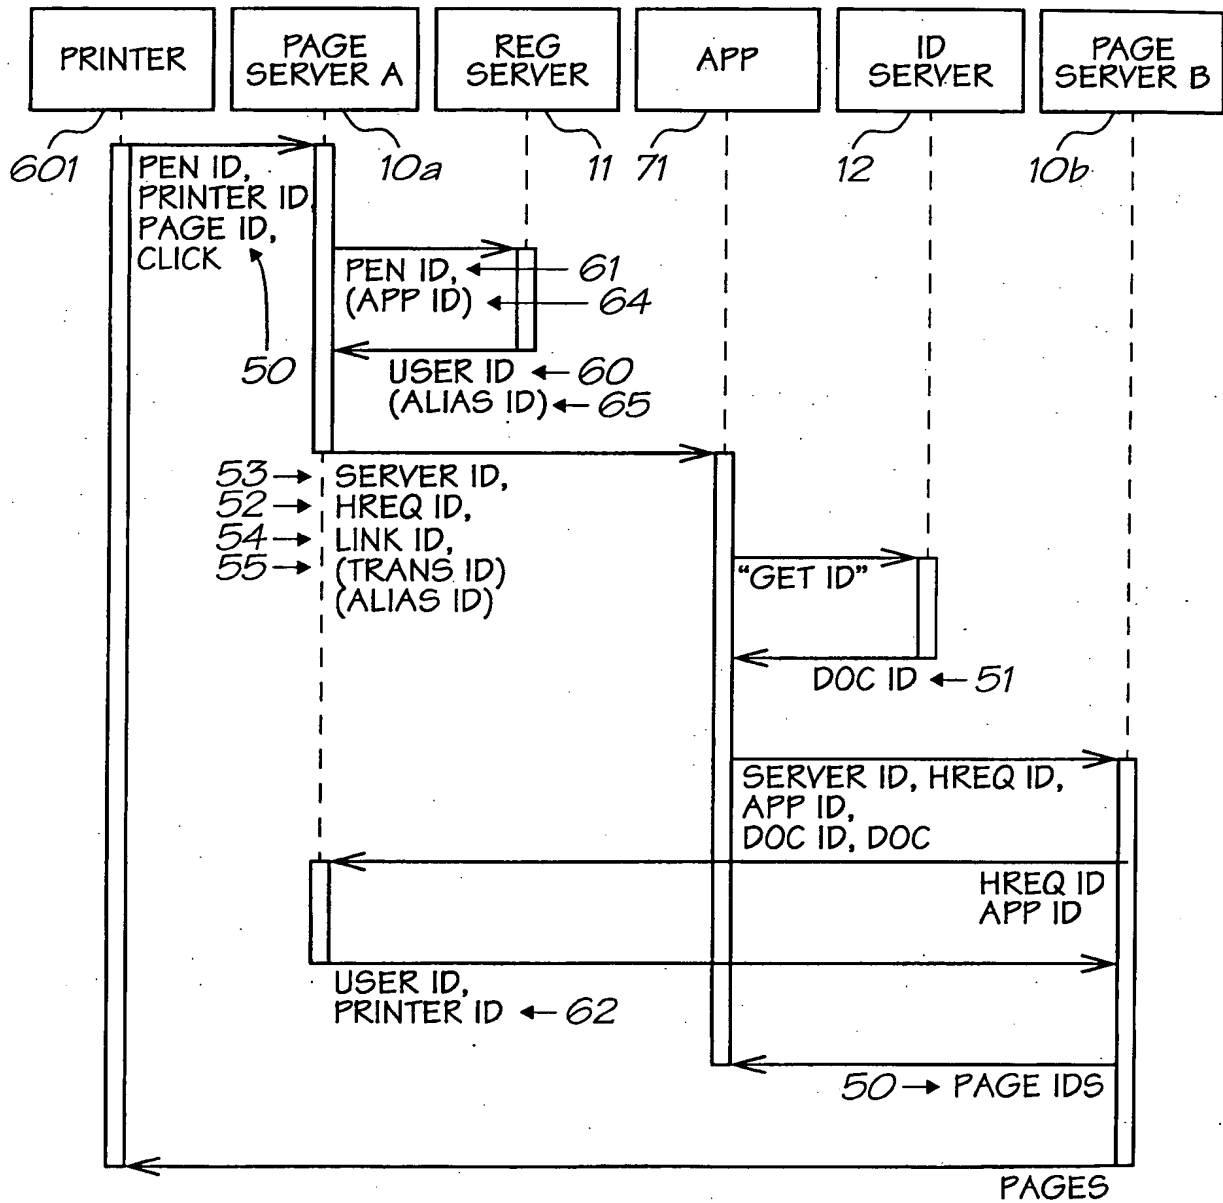 PRINTER
PAGE
SERVER A
REG
SERVER
APP
ID
SERVER
PAGE
SERVER B
601
10a
11
71
12
10b
PEN ID,
PRINTER ID,
PAGE ID,
CLICK
50
PEN ID,
61
(APP ID)
64
USER ID
60
(ALIAS ID)
65
53
SERVER ID,
52
HREQ ID,
54
LINK ID,
55
(TRANS ID)
(ALIAS ID)
"GET ID"
DOC ID
51
SERVER ID, HREQ ID,
APP ID,
DOC ID, DOC
HREQ ID
APP ID
USER ID,
PRINTER ID
62
50
PAGE IDS
PAGES